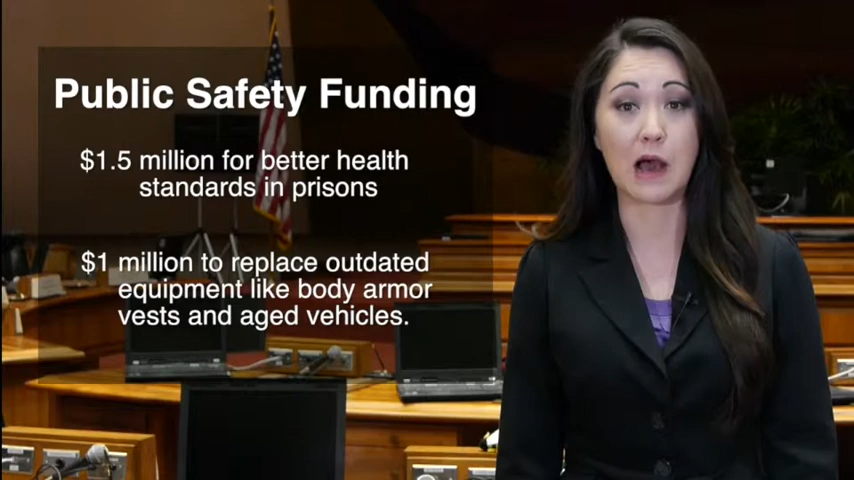 Public Safety Funding
$1.5 million for better health
standards in prisons
$1 million to replace outdated
equipment like body armor
vests and aged vehicles.